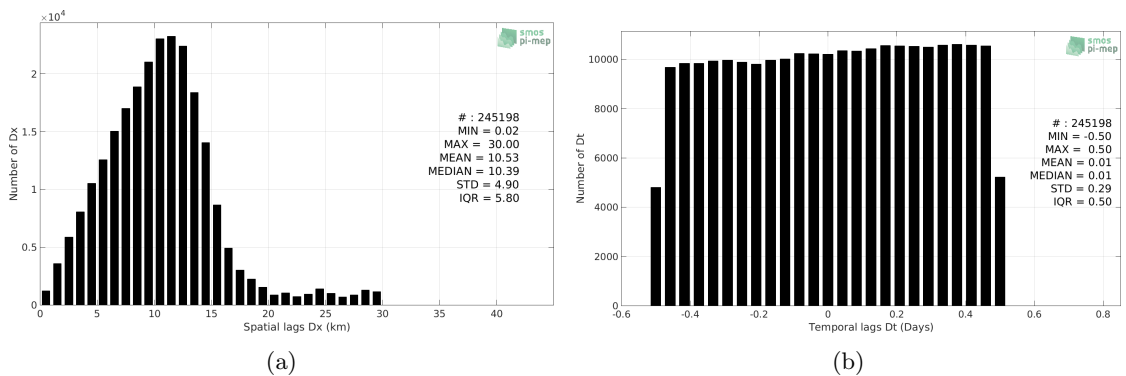 ×10⁴
Number of Dx
2
1.5
1
0.5
0
0 5 10 15 20 25 30 40
Spatial lags Dx (km)
smos
pi-mep
# : 245198
MIN = 0.02
MAX = 30.00
MEAN = 10.53
MEDIAN = 10.39
STD = 4.90
IQR = 5.80
(a)
Number of Dt
10000
8000
6000
4000
2000
0
-0.6 -0.4 -0.2 0 0.2 0.4 0.6 0.8
Temporal lags Dt (Days)
smos
pi-mep
# : 245198
MIN = -0.50
MAX = 0.50
MEAN = 0.01
MEDIAN = 0.01
STD = 0.29
IQR = 0.50
(b)